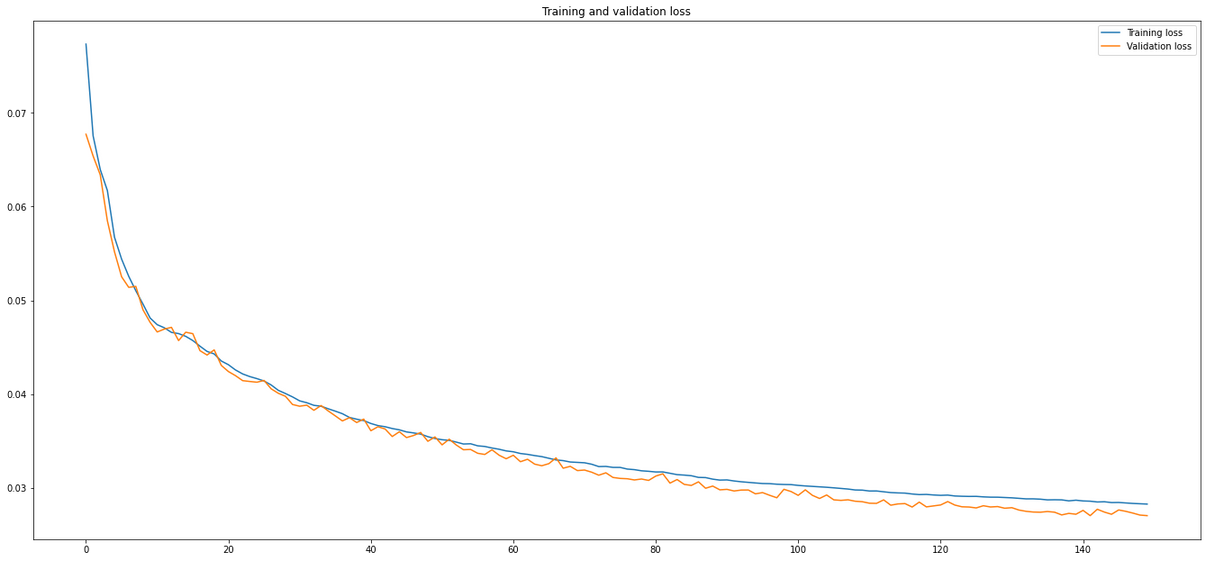 Training and validation loss
Training loss
Validation loss
0.07
0.06
0.05
0.04
0.03
0 20 40 60 80 100 120 140